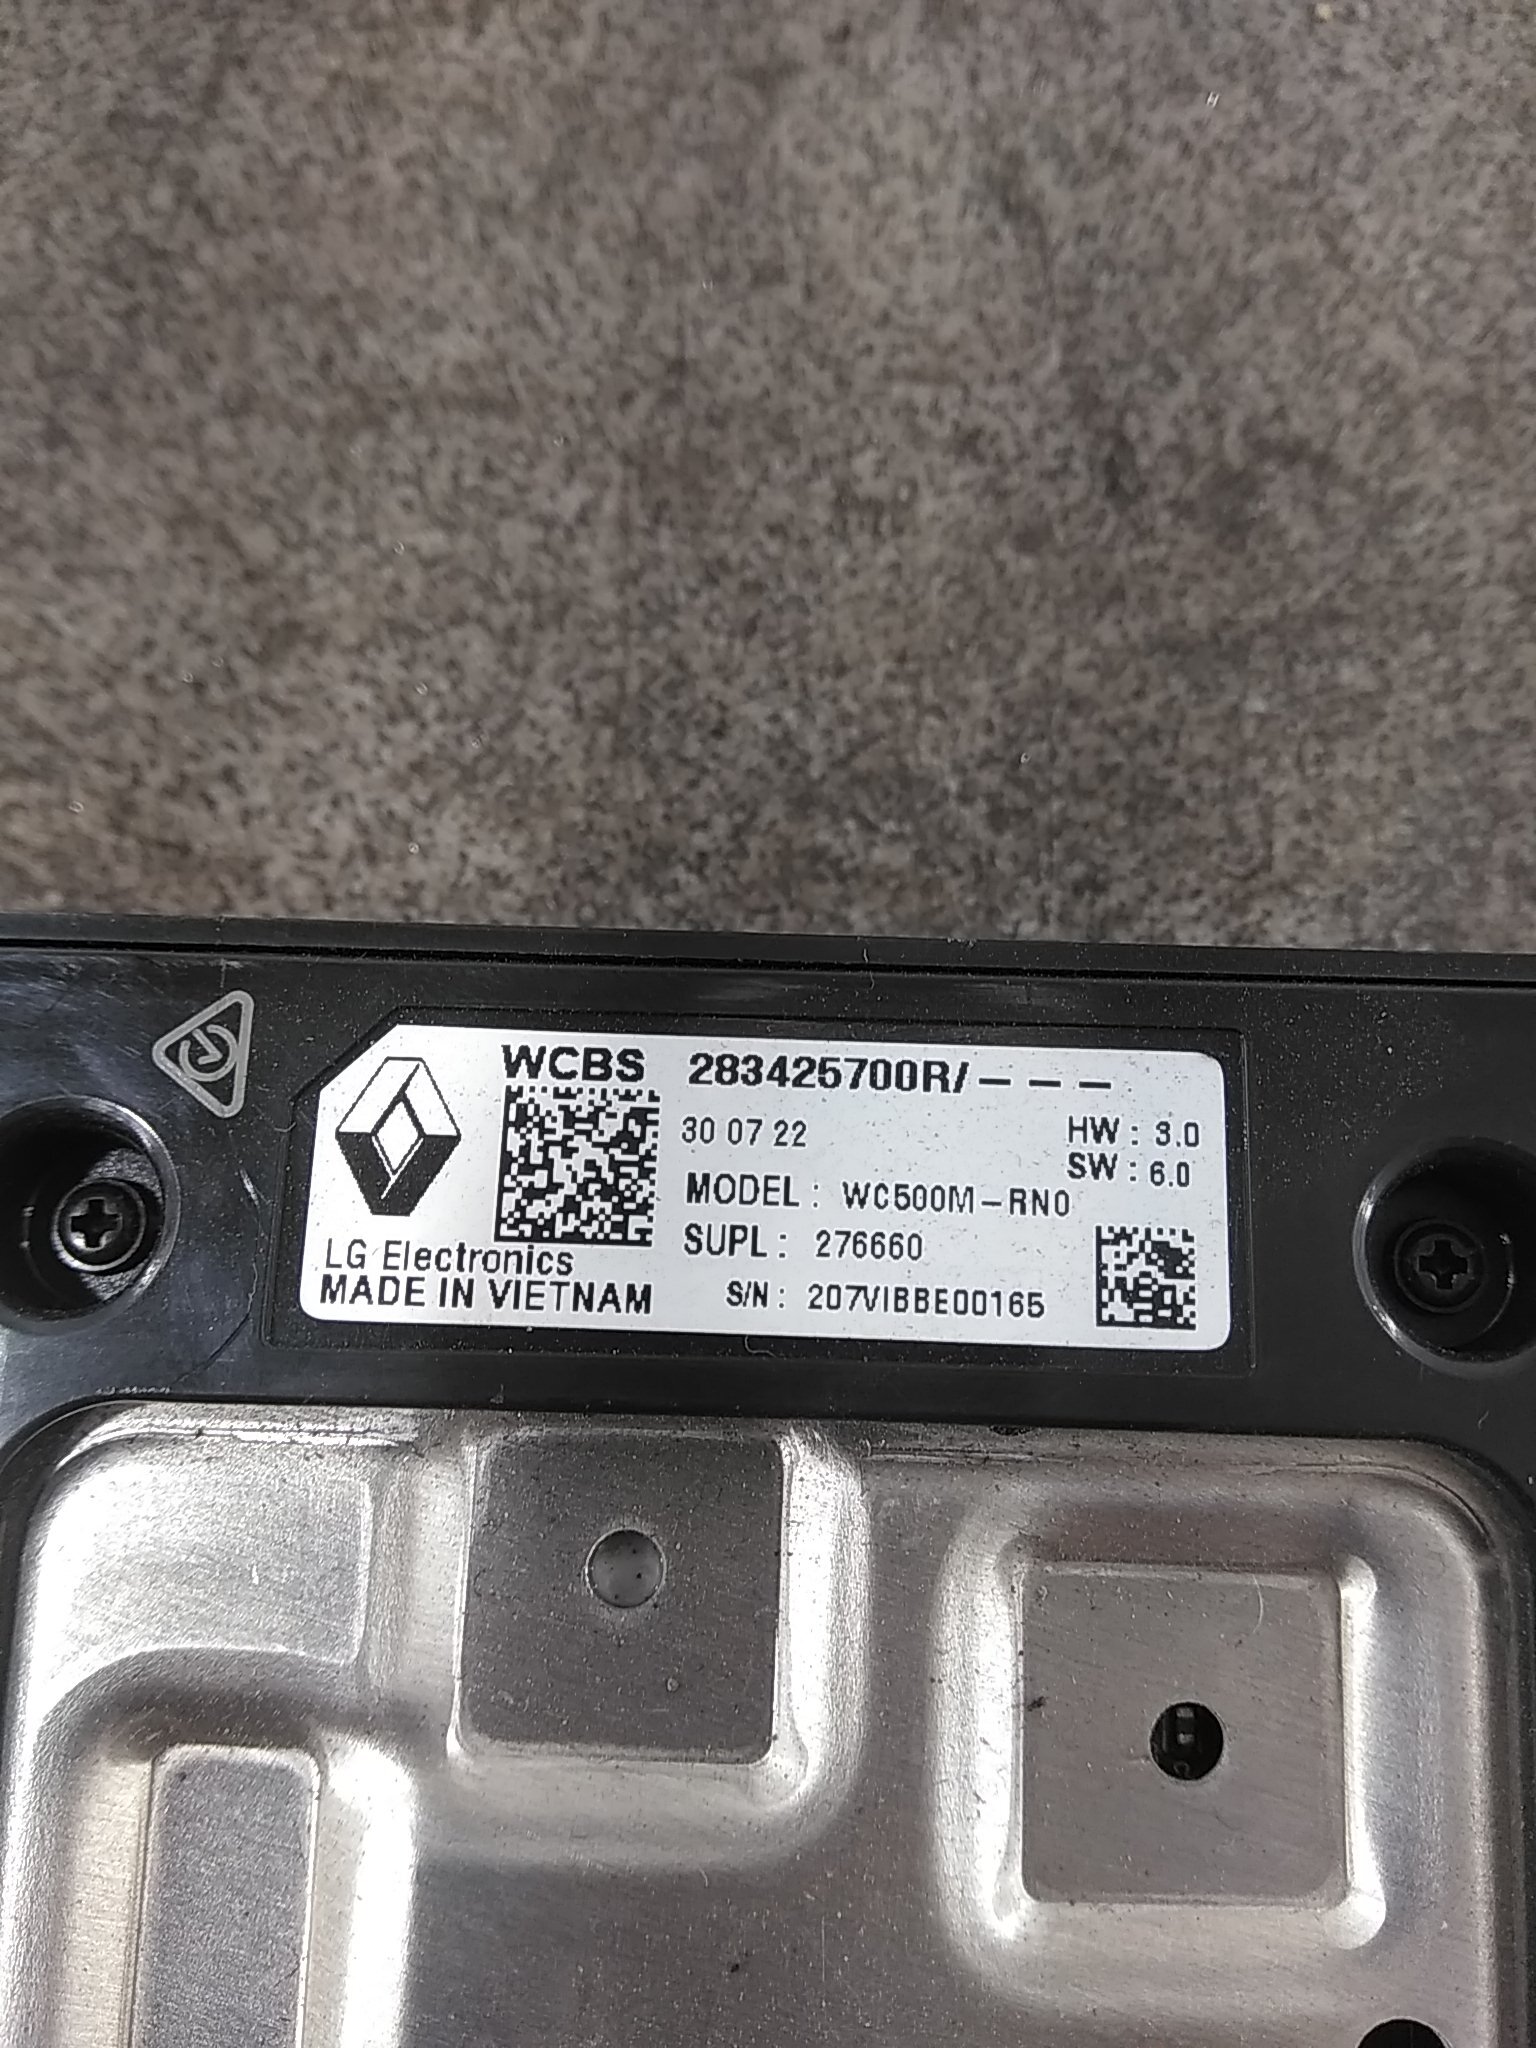 WCBS 283425700R/– – –
30 07 22
HW : 3.0
SW : 6.0
MODEL : WC500M–RN0
SUPL : 276660
LG Electronics
MADE IN VIETNAM
S/N : 207VIBBE00165